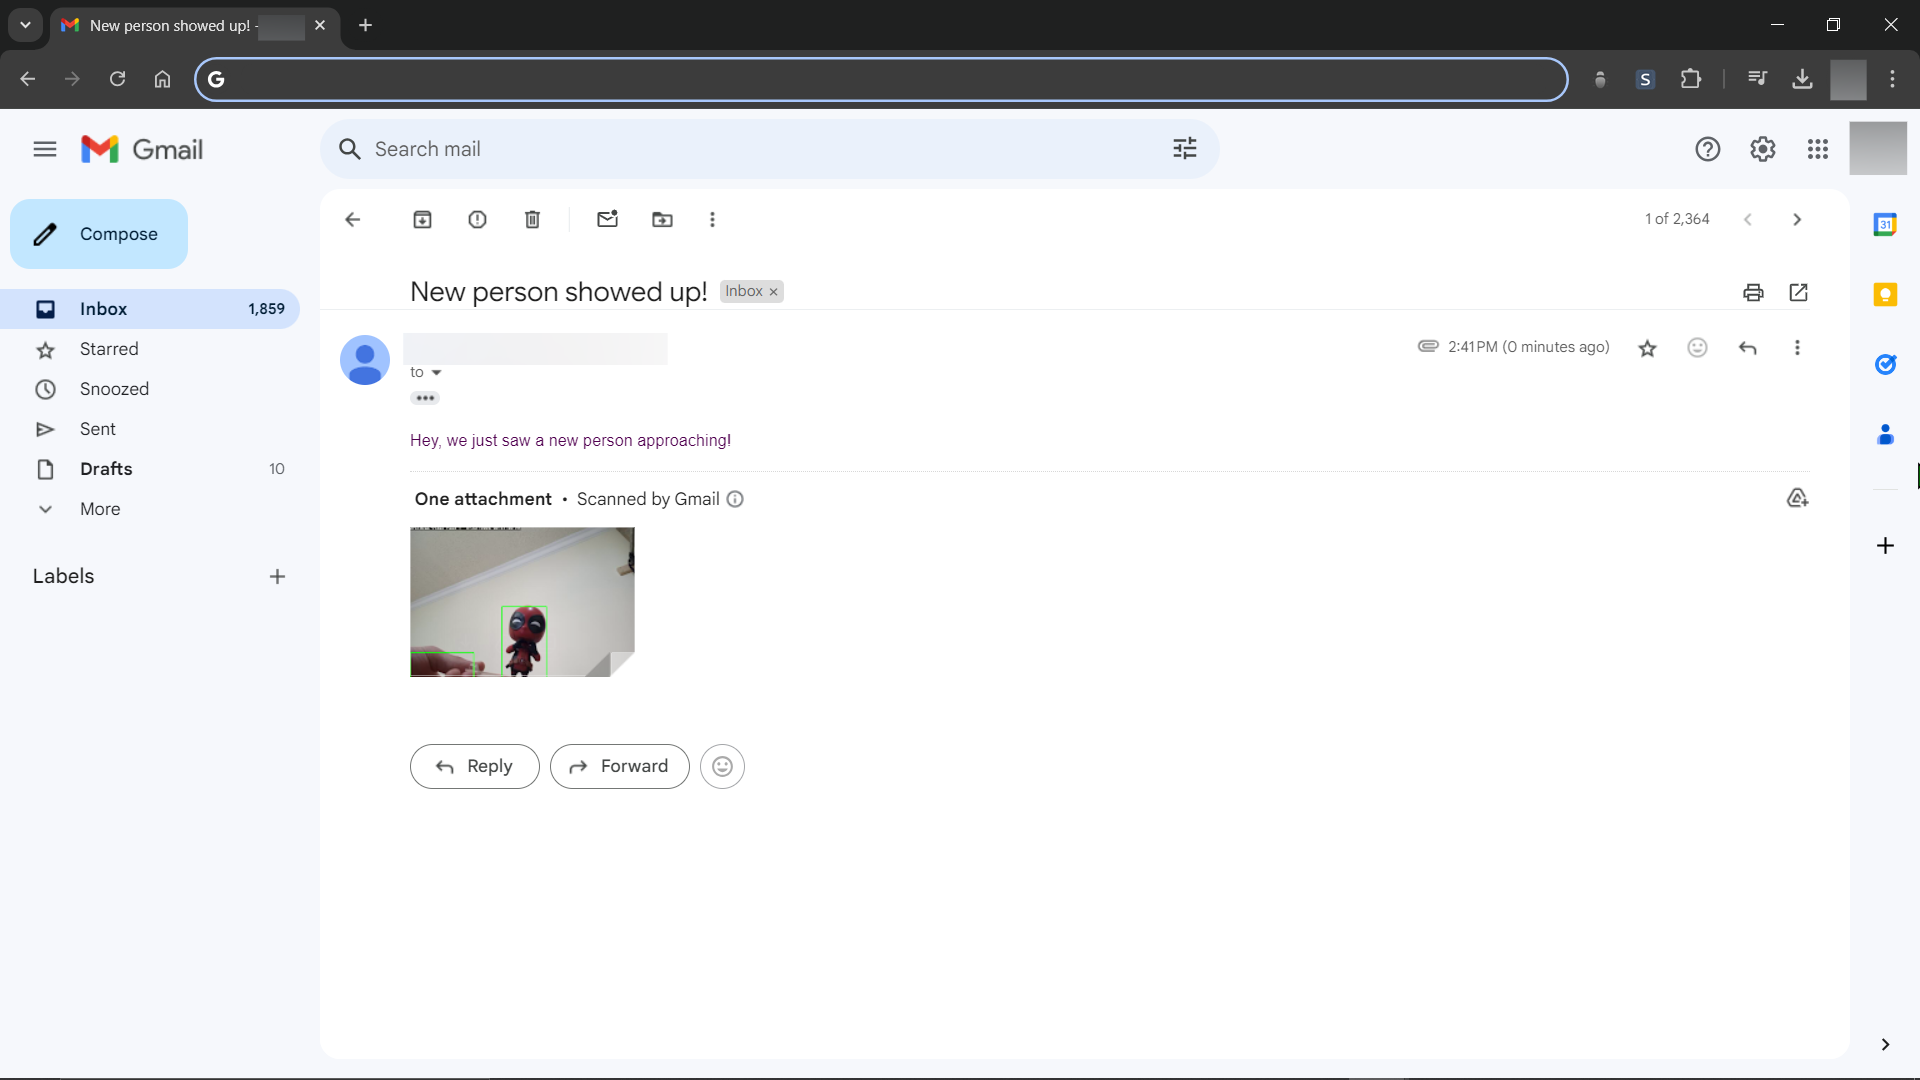 New person showed up! -
Gmail
Search mail
Compose
1 of 2,364
Inbox 1,859
Starred
Snoozed
Sent
Drafts 10
More
Labels
New person showed up! Inbox ×
2:41 PM (0 minutes ago)
to
Hey, we just saw a new person approaching!
One attachment • Scanned by Gmail
Reply
Forward
G
S
31